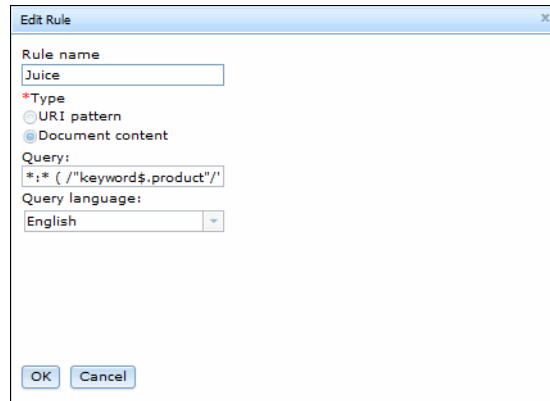 Edit Rule x
Rule name
Juice
*Type
URI pattern
Document content
Query:
*:* ( /"keyword$.product"/'
Query language:
English
OK Cancel